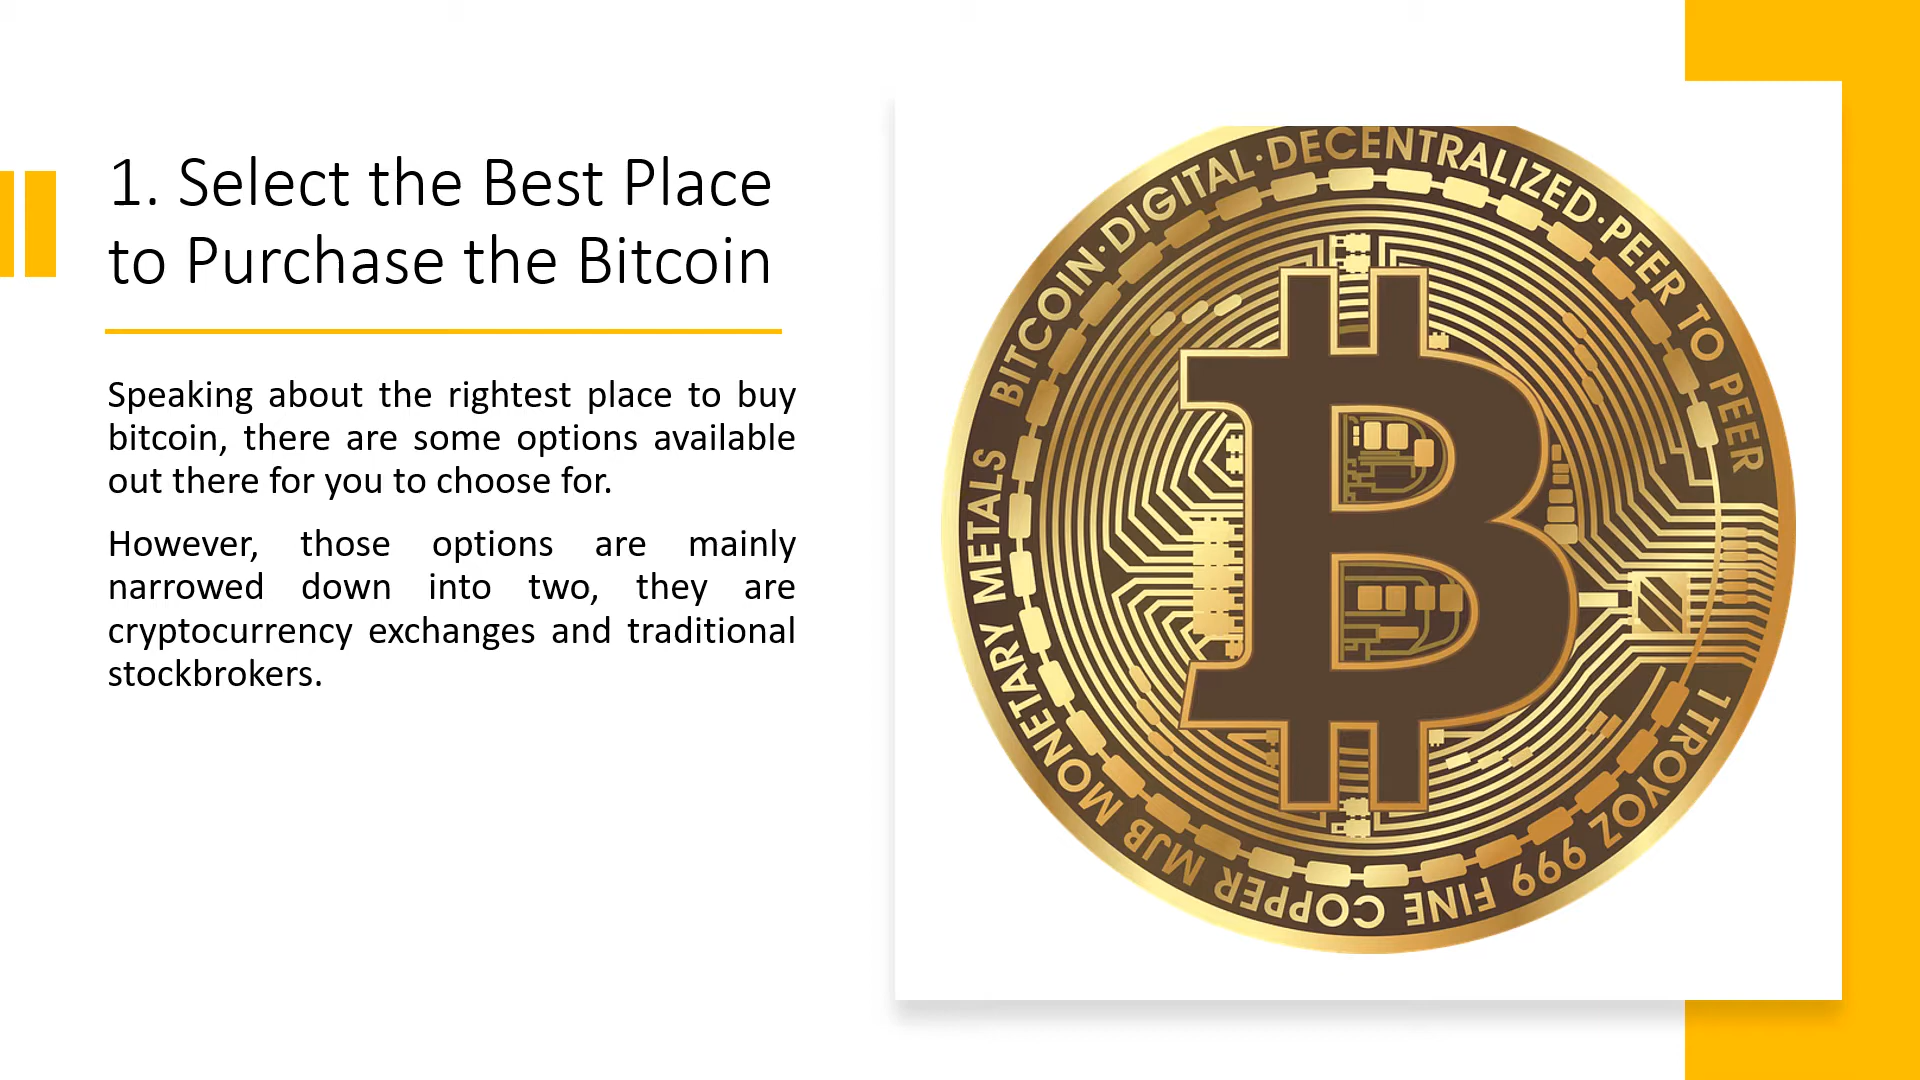 1. Select the Best Place
to Purchase the Bitcoin
Speaking about the rightest place to buy
bitcoin, there are some options available
out there for you to choose for.
However, those options are mainly
narrowed down into two, they are
cryptocurrency exchanges and traditional
stockbrokers.
BITCOIN·DIGITAL·DECENTRALIZED·PEER TO PEER
1 TROY OZ 999 FINE COPPER MJB MONETARY METALS